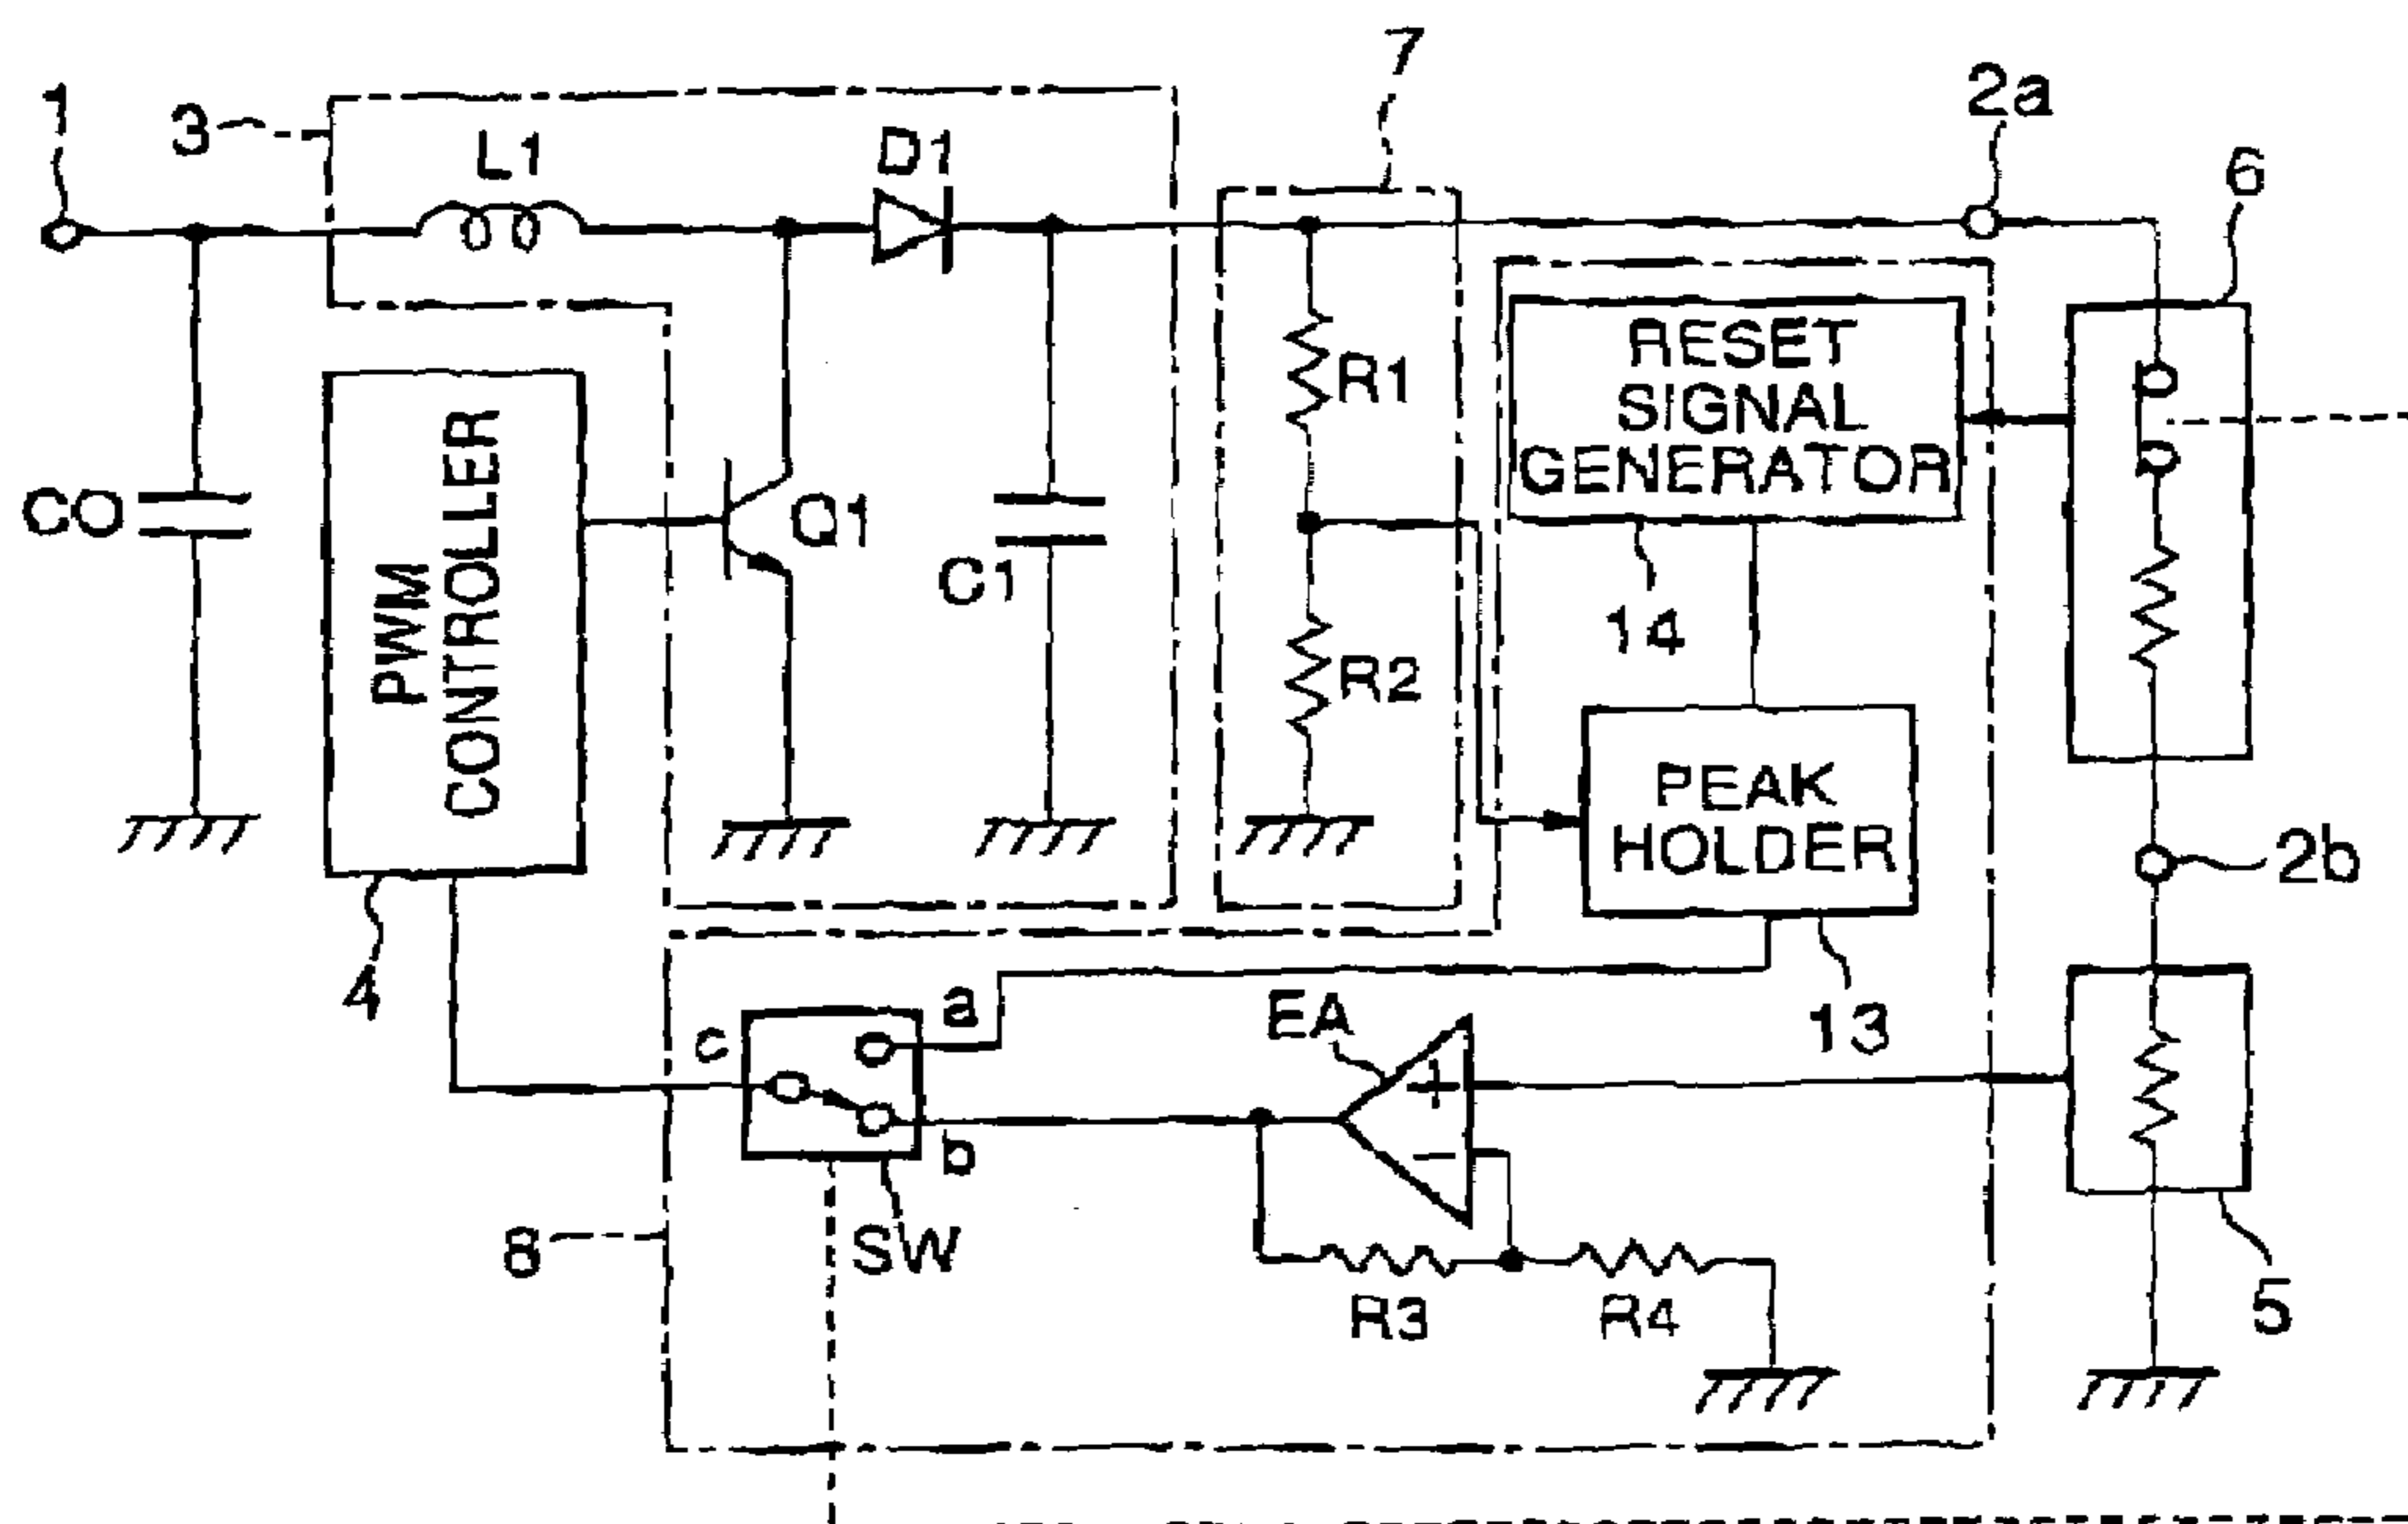 7
1
3
L1
D1
2a
6
RESET
SIGNAL
GENERATOR
R1
CO
PWM
CONTROLLER
Q1
C1
14
R2
PEAK
HOLDER
2b
4
a
c
EA
13
b
8
SW
R3
R4
5
+
−